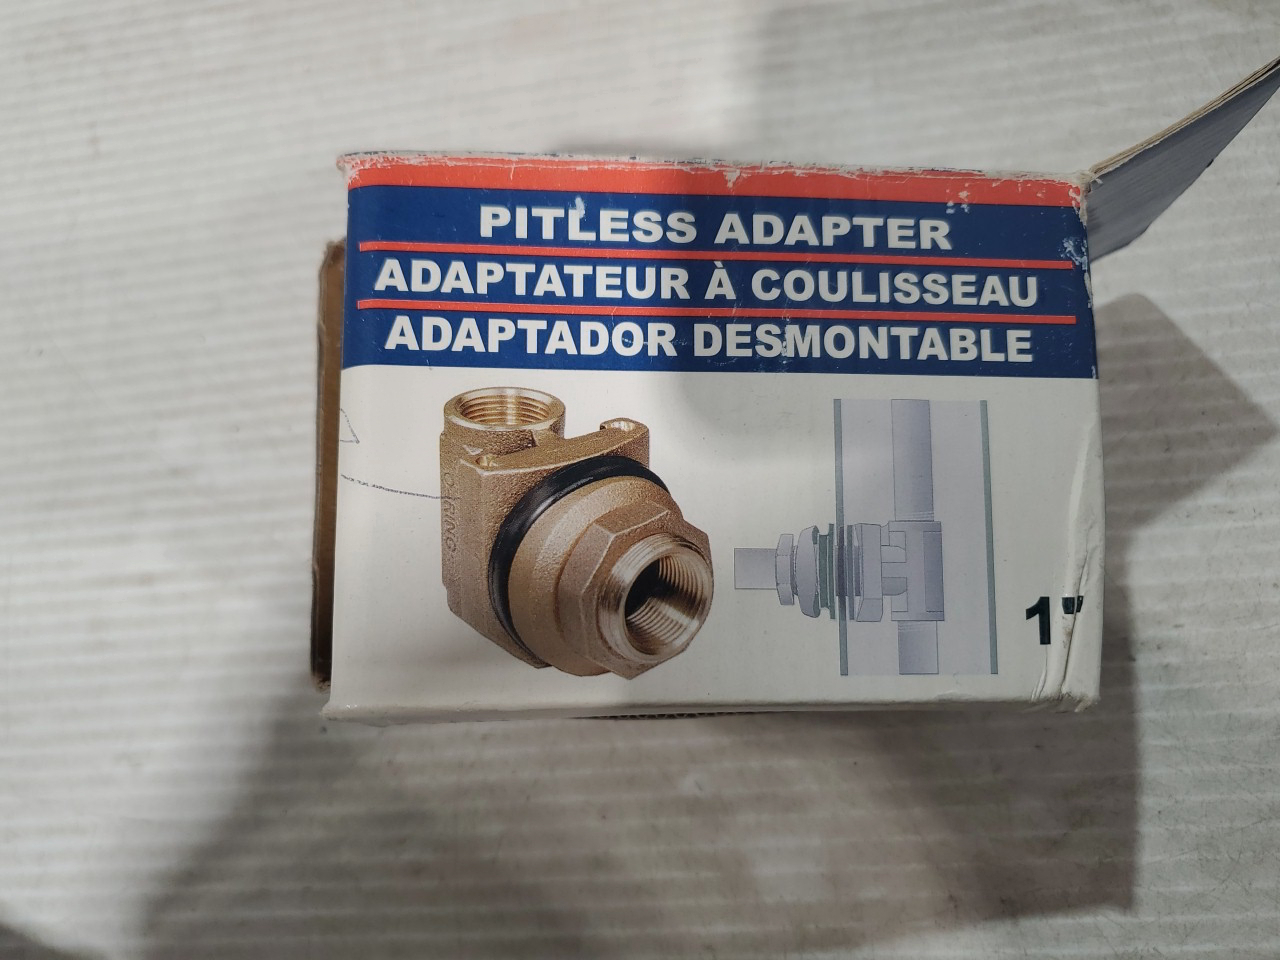 PITLESS ADAPTER
ADAPTATEUR À COULISSEAU
ADAPTADOR DESMONTABLE
1"